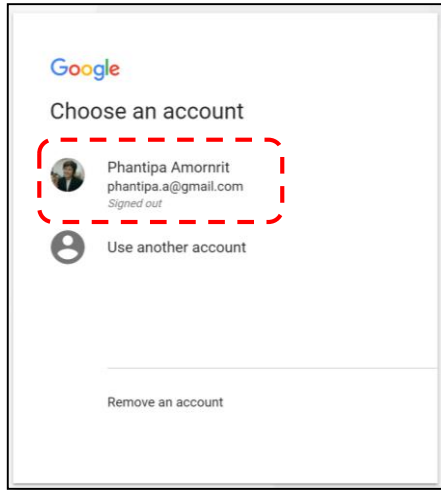 Google
Choose an account
Phantipa Amornrit
phantipa.a@gmail.com
Signed out
Use another account
Remove an account